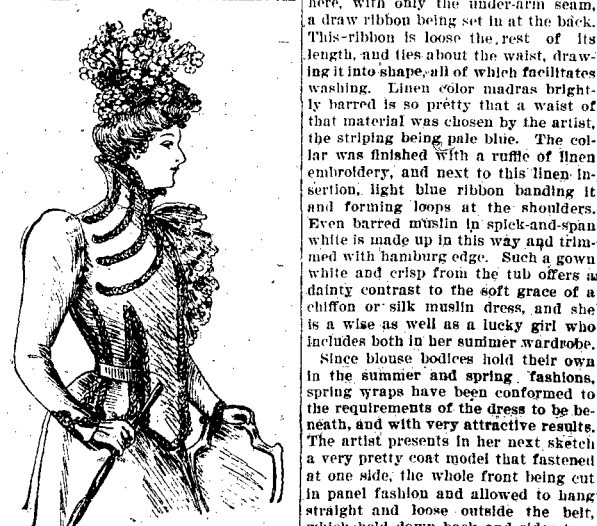 here, with only the under-arm seam,
a draw ribbon being set in at the back.
This ribbon is loose the rest of its
length, and ties about the waist, draw-
ing it into shape, all of which facilitates
washing. Linen color madras bright-
ly barred is so pretty that a waist of
that material was chosen by the artist,
the striping being pale blue. The col-
lar was finished with a ruffle of linen
embroidery, and next to this linen in-
sertion, light blue ribbon banding it
and forming loops at the shoulders.
Even barred muslin in spick-and-span
white is made up in this way and trim-
med with hamburg edge. Such a gown
white and crisp from the tub offers a
dainty contrast to the soft grace of a
chiffon or silk muslin dress, and she
is a wise as well as a lucky girl who
includes both in her summer wardrobe.
Since blouse bodices hold their own
in the summer and spring fashions,
spring wraps have been conformed to
the requirements of the dress to be be-
neath, and with very attractive results.
The artist presents in her next sketch
a very pretty coat model that fastened
at one side, the whole front being cut
in panel fashion and allowed to hang
straight and loose outside the belt,
which held down back and sides